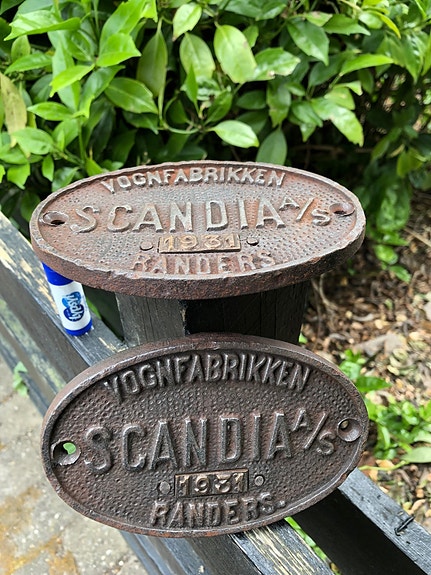 VOGNFABRIKKEN
SCANDIA A/S
1931
RANDERS.
VOGNFABRIKKEN
SCANDIA A/S
1931
RANDERS.